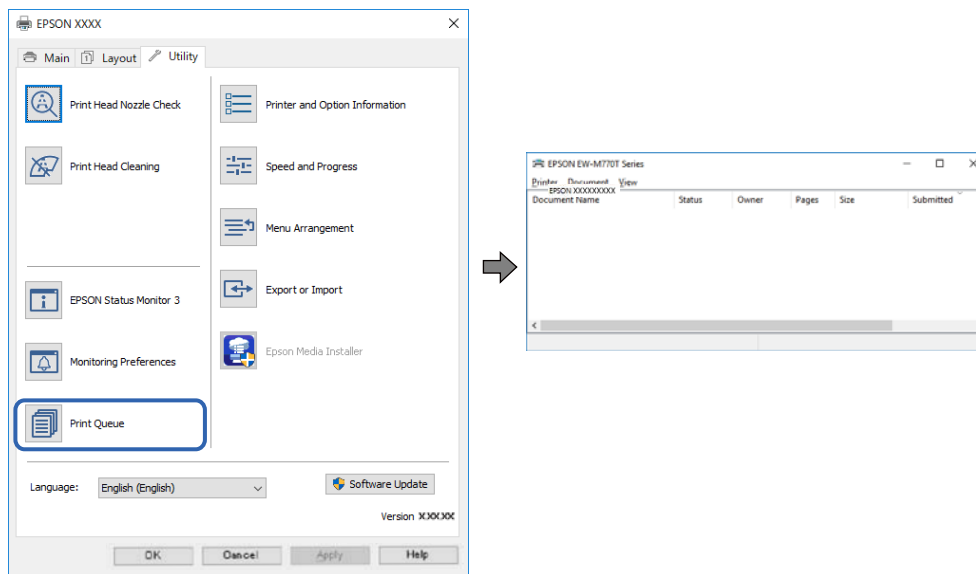 EPSON XXXX
Main Layout Utility
Print Head Nozzle Check
Print Head Cleaning
EPSON Status Monitor 3
Monitoring Preferences
Print Queue
Printer and Option Information
Speed and Progress
Menu Arrangement
Export or Import
Epson Media Installer
Language: English (English)
Software Update
Version X.XX.XX
OK Cancel Apply Help
EPSON EW-M770T Series
Printer Document View
EPSON XXXXXXXXX
Document Name Status Owner Pages Size Submitted